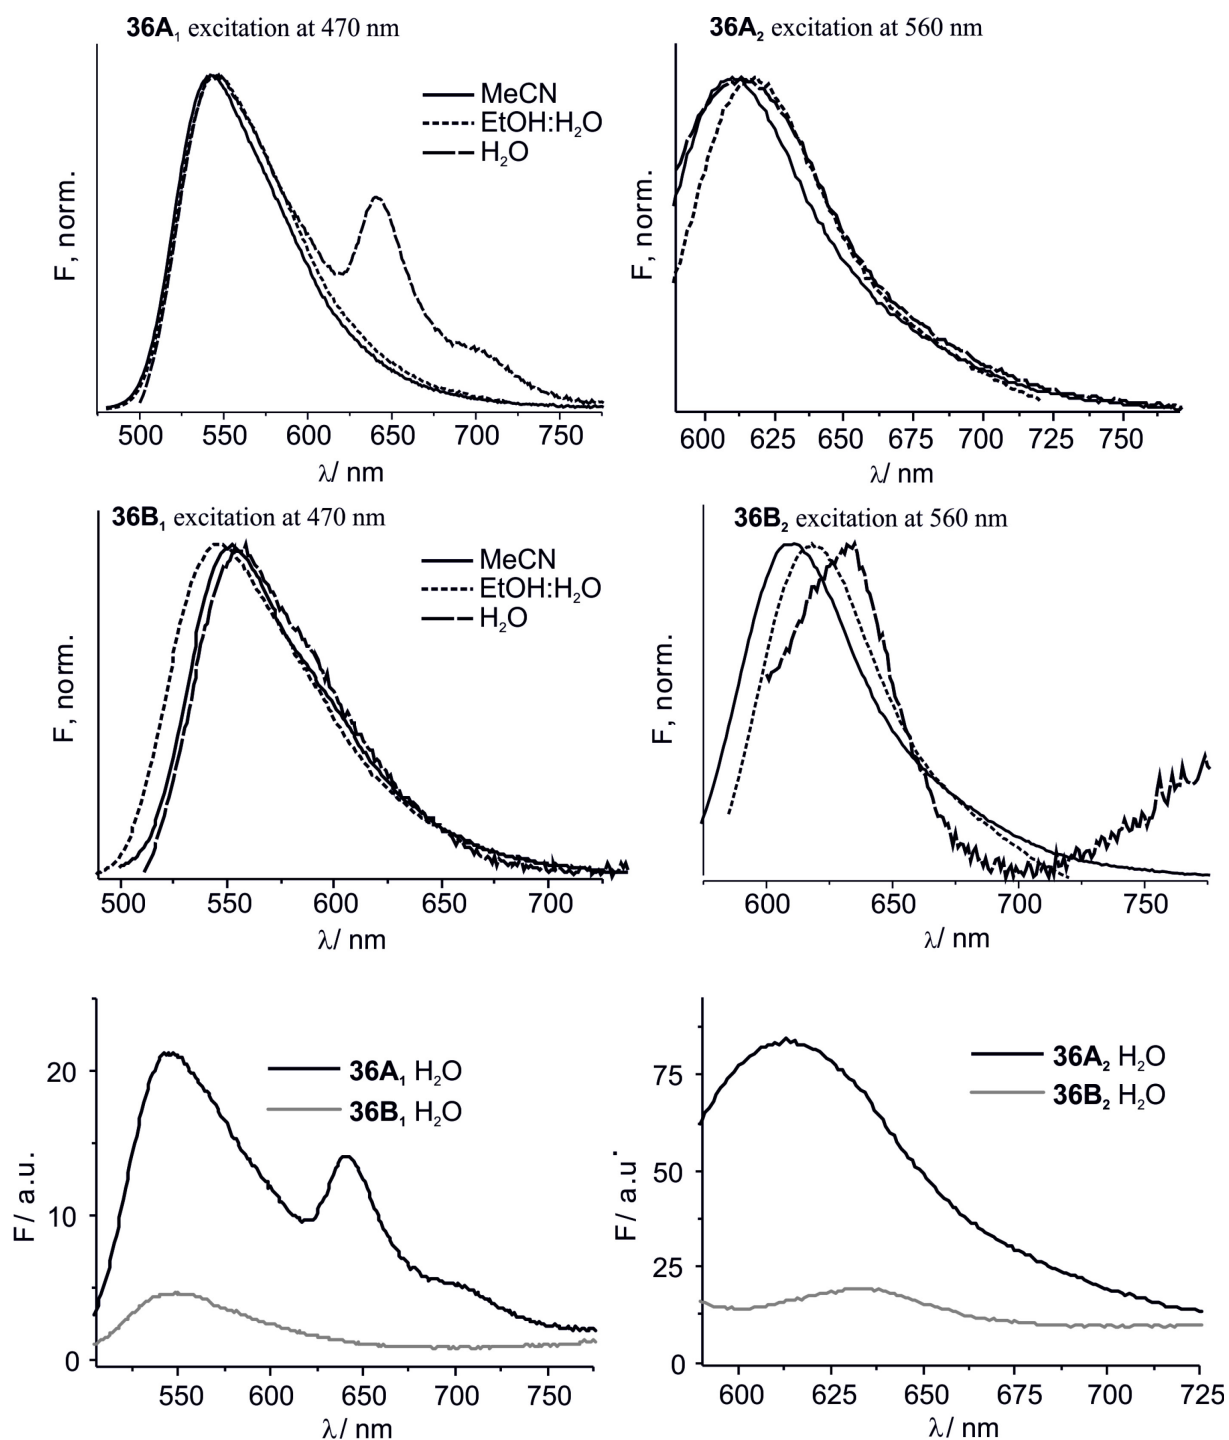 36A₁ excitation at 470 nm
MeCN
EtOH:H₂O
H₂O
F, norm.
500 550 600 650 700 750
λ/ nm
36A₂ excitation at 560 nm
F, norm.
600 625 650 675 700 725 750
λ/ nm
36B₁ excitation at 470 nm
MeCN
EtOH:H₂O
H₂O
F, norm.
500 550 600 650 700
λ/ nm
36B₂ excitation at 560 nm
F, norm.
600 650 700 750
λ/ nm
36A₁ H₂O
36B₁ H₂O
F/ a.u.
20
10
0
550 600 650 700 750
λ/ nm
36A₂ H₂O
36B₂ H₂O
F/ a.u.
75
50
25
0
600 625 650 675 700 725
λ/ nm